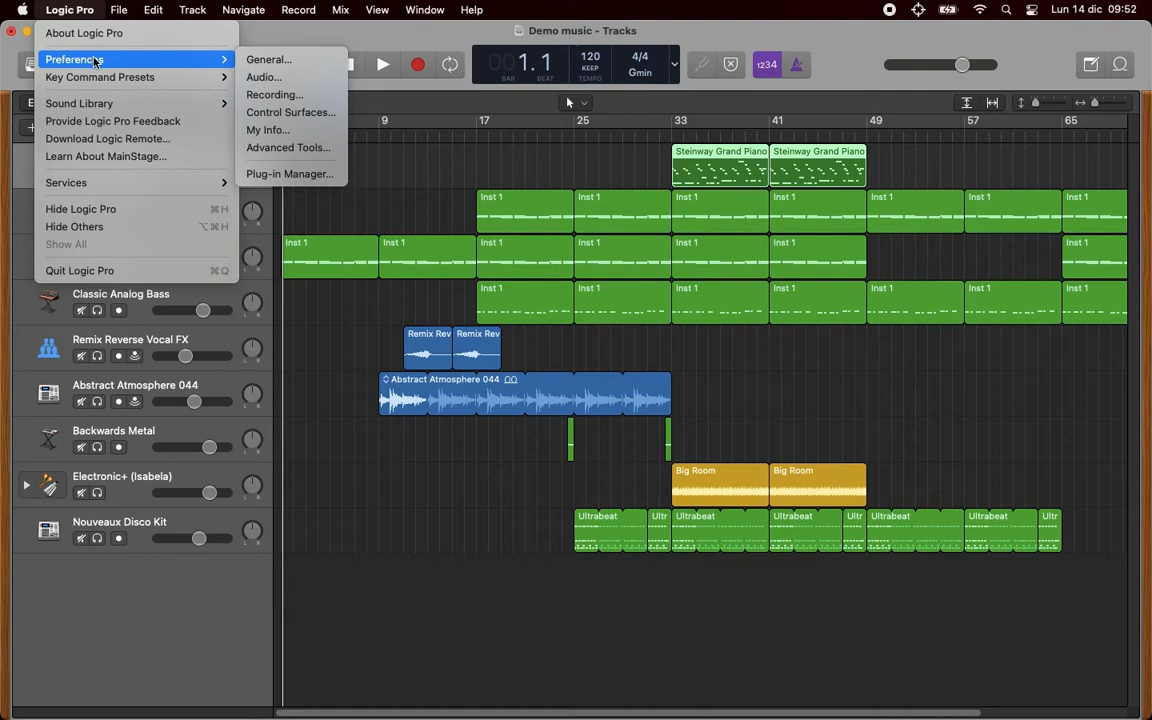 Logic Pro File Edit Track Navigate Record Mix View Window Help Lun 14 dic 09:52
About Logic Pro
Demo music - Tracks
Preferences
General...
Key Command Presets
Audio...
Recording...
Sound Library
Control Surfaces...
Provide Logic Pro Feedback
My Info...
Download Logic Remote...
Advanced Tools...
Learn About MainStage...
Plug-in Manager...
Services
Hide Logic Pro ⌘H
Hide Others ⌥⌘H
Show All
Quit Logic Pro ⌘Q
001.1 120 4/4
KEEP Gmin
BAR BEAT TEMPO
1234
9 17 25 33 41 49 57 65
Steinway Grand Piano Steinway Grand Piano
Inst 1 Inst 1 Inst 1 Inst 1 Inst 1 Inst 1 Inst 1
Inst 1 Inst 1 Inst 1 Inst 1 Inst 1 Inst 1 Inst 1
Classic Analog Bass
Inst 1 Inst 1 Inst 1 Inst 1 Inst 1 Inst 1 Inst 1
Remix Reverse Vocal FX
Remix Rev Remix Rev
Abstract Atmosphere 044
Abstract Atmosphere 044
Backwards Metal
Electronic+ (Isabela)
Big Room Big Room
Nouveaux Disco Kit
Ultrabeat Ultr Ultrabeat Ultrabeat Ultr Ultrabeat Ultrabeat Ultr